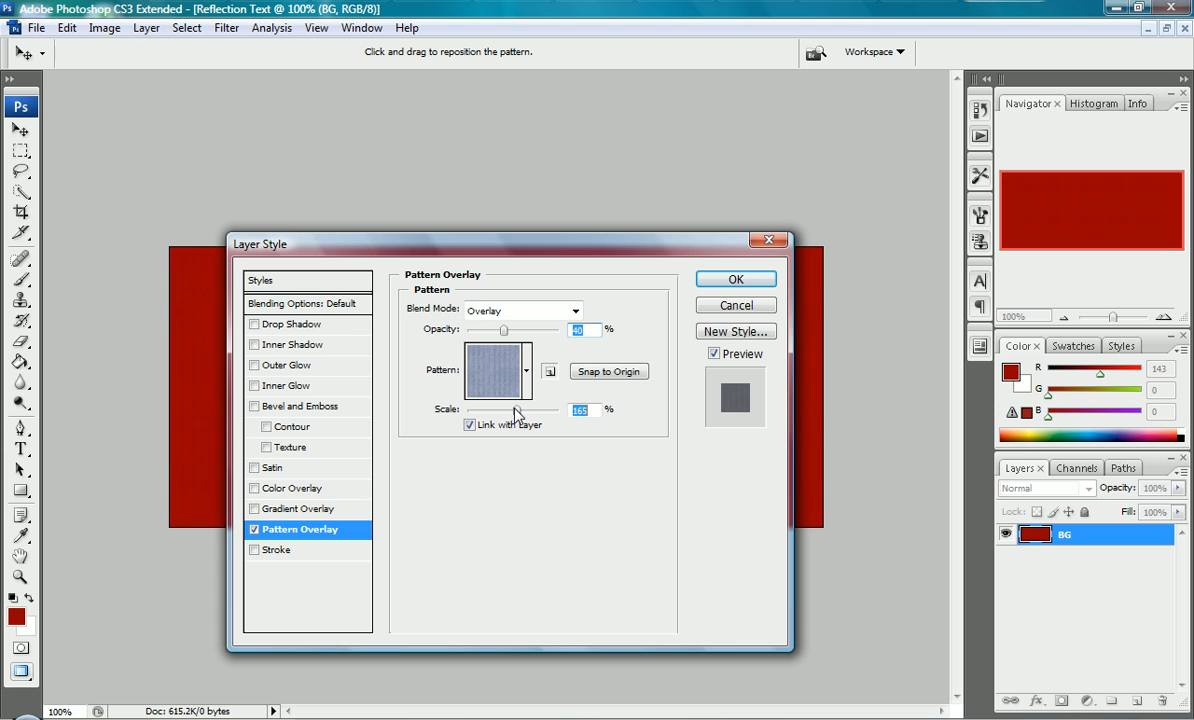 Ps Adobe Photoshop CS3 Extended - [Reflection Text @ 100% (BG, RGB/8)]
File Edit Image Layer Select Filter Analysis View Window Help
Click and drag to reposition the pattern.
Workspace
Ps
Navigator × Histogram Info
100%
Color × Swatches Styles
R 143
G 0
B 0
Layers × Channels Paths
Normal Opacity: 100%
Lock: Fill: 100%
BG
Layer Style
Styles
Blending Options: Default
Drop Shadow
Inner Shadow
Outer Glow
Inner Glow
Bevel and Emboss
Contour
Texture
Satin
Color Overlay
Gradient Overlay
Pattern Overlay
Stroke
Pattern Overlay
Pattern
Blend Mode: Overlay
Opacity: 40 %
Pattern: Snap to Origin
Scale: 165 %
Link with Layer
OK
Cancel
New Style...
Preview
100% Doc: 615.2K/0 bytes